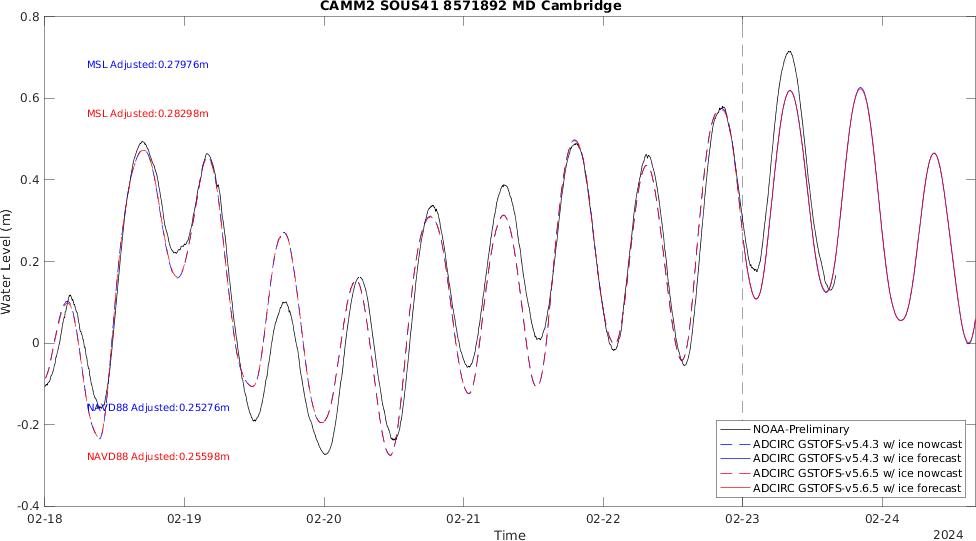 CAMM2 SOUS41 8571892 MD Cambridge
0.8
MSL Adjusted:0.27976m
0.6
MSL Adjusted:0.28298m
0.4
Water Level (m)
0.2
0
NAVD88 Adjusted:0.25276m
-0.2
NAVD88 Adjusted:0.25598m
NOAA-Preliminary
ADCIRC GSTOFS-v5.4.3 w/ ice nowcast
ADCIRC GSTOFS-v5.4.3 w/ ice forecast
ADCIRC GSTOFS-v5.6.5 w/ ice nowcast
ADCIRC GSTOFS-v5.6.5 w/ ice forecast
-0.4
02-18 02-19 02-20 02-21 02-22 02-23 02-24
Time
2024